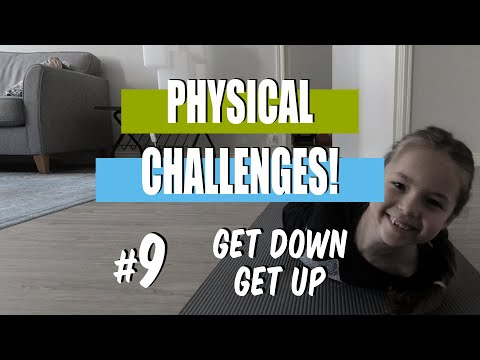 PHYSICAL
CHALLENGES!
#9
GET DOWN
GET UP